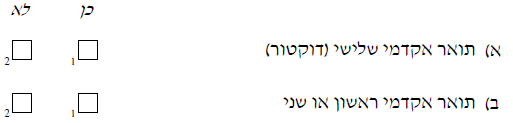 כן לא
א) תואר אקדמי שלישי (דוקטור) 1 2
ב) תואר אקדמי ראשון או שני 1 2